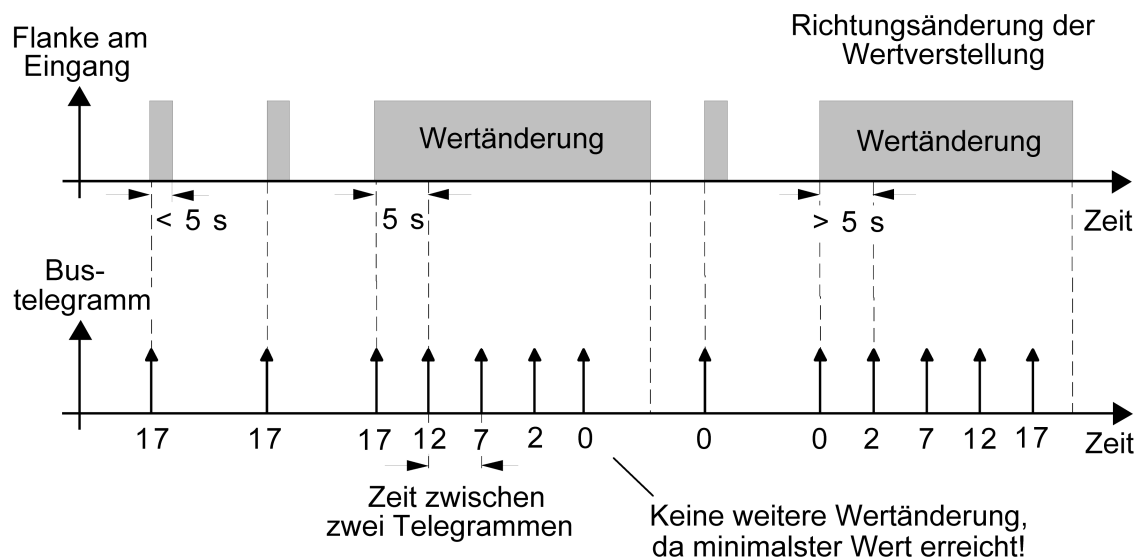 Richtungsänderung der
Wertverstellung
Flanke am
Eingang
Wertänderung
Wertänderung
< 5 s
5 s
> 5 s
Zeit
Bus-
telegramm
17 17 17 12 7 2 0 0 0 2 7 12 17
Zeit
Zeit zwischen
zwei Telegrammen
Keine weitere Wertänderung,
da minimalster Wert erreicht!